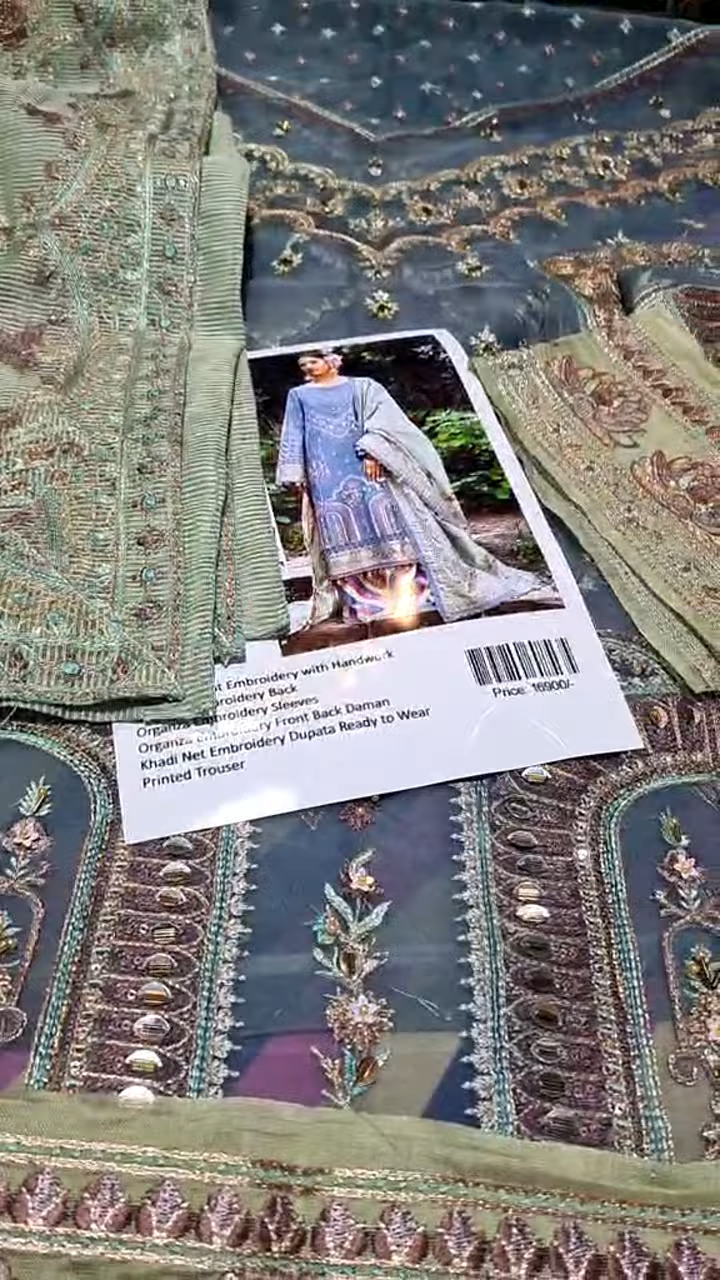 Embroidery with Handwork
Back
Price: 16900/-
Organza Embroidery Sleeves
Organza Embroidery Front Back Daman
Khadi Net Embroidery Dupata Ready to Wear
Printed Trouser